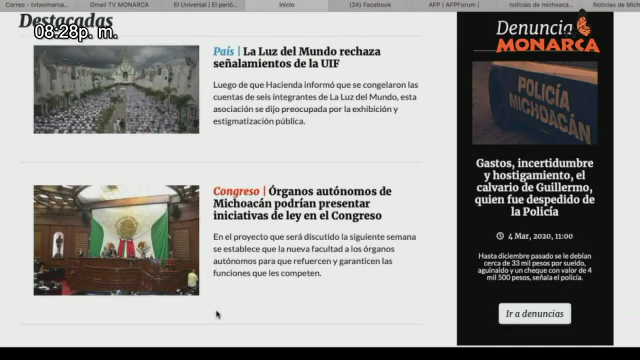 Correo - tvtaximaroa...
Gmail TV MONARCA
El Universal | El perió...
Inicio
(24) Facebook
AFP | AFPForum |
noticias de michoaca...
Noticias de Mich
Destacadas
08:28p. m.
País | La Luz del Mundo rechaza
señalamientos de la UIF
Luego de que Hacienda informó que se congelaron las
cuentas de seis integrantes de La Luz del Mundo, esta
asociación se dijo preocupada por la exhibición y
estigmatización pública.
Congreso | Órganos autónomos de
Michoacán podrían presentar
iniciativas de ley en el Congreso
En el proyecto que será discutido la siguiente semana
se establece que la nueva facultad a los órganos
autónomos para que refuercen y garanticen las
funciones que les competen.
Denuncia
MONARCA
POLICÍA
MICHOACÁN
Gastos, incertidumbre
y hostigamiento, el
calvario de Guillermo,
quien fue despedido de
la Policía
4 Mar, 2020, 11:00
Hasta diciembre pasado se le debían
cerca de 33 mil pesos por sueldo,
aguinaldo y un cheque con valor de 4
mil 500 pesos, señala el policía.
Ir a denuncias